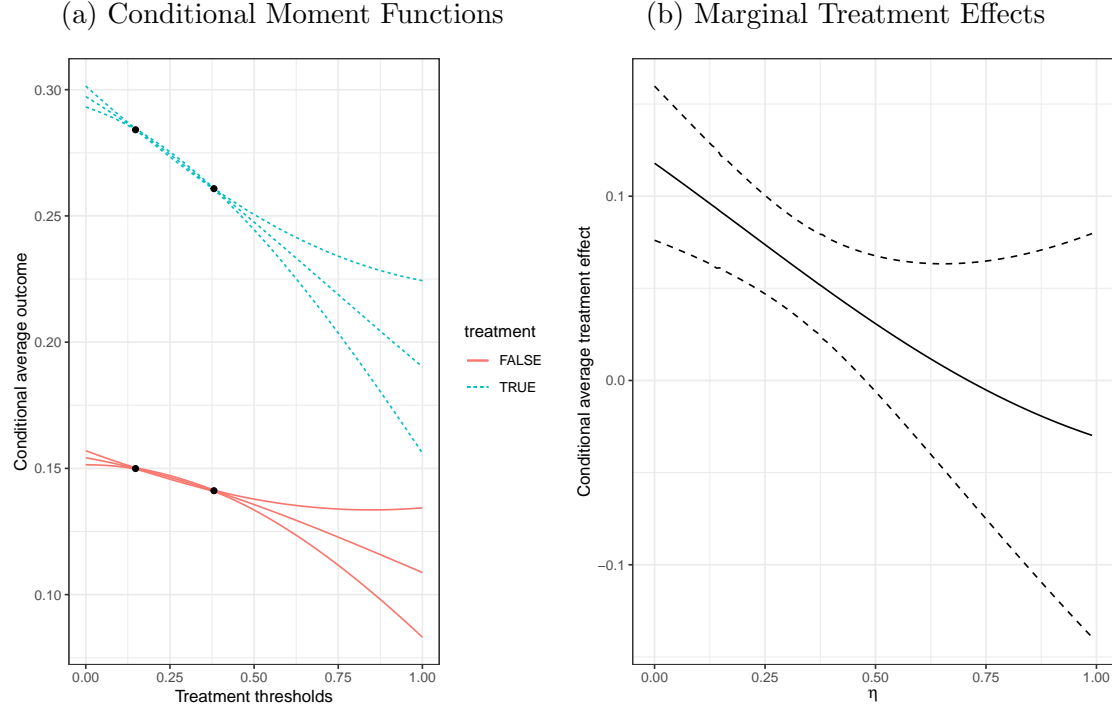 (a) Conditional Moment Functions
(b) Marginal Treatment Effects
Conditional average outcome
0.30
0.25
0.20
0.15
0.10
0.00
0.25
0.50
0.75
1.00
Treatment thresholds
treatment
FALSE
TRUE
Conditional average treatment effect
0.1
0.0
−0.1
0.00
0.25
0.50
0.75
1.00
η